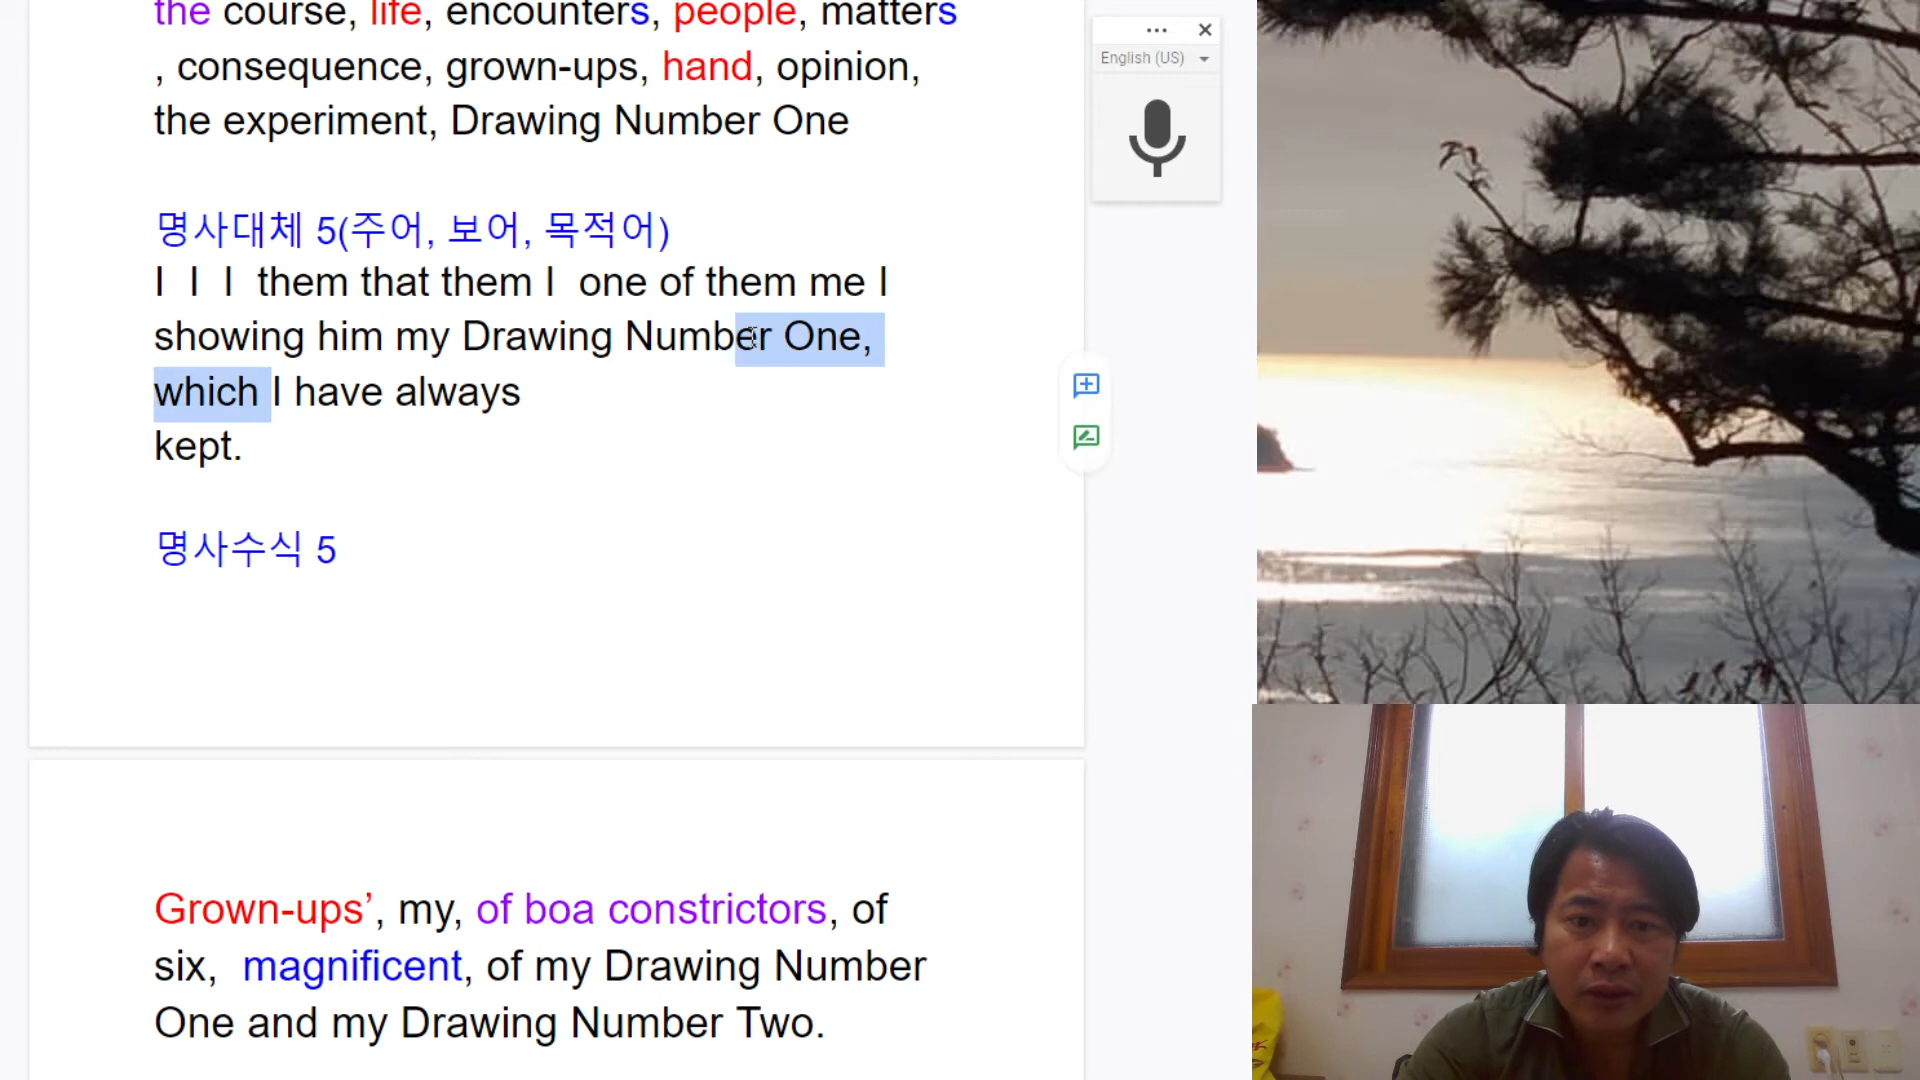 the course, life, encounters, people, matters
, consequence, grown-ups, hand, opinion,
the experiment, Drawing Number One
명사대체 5(주어, 보어, 목적어)
I I I them that them I one of them me I
showing him my Drawing Number One,
which I have always
kept.
명사수식 5
Grown-ups’, my, of boa constrictors, of
six, magnificent, of my Drawing Number
One and my Drawing Number Two.
English (US)